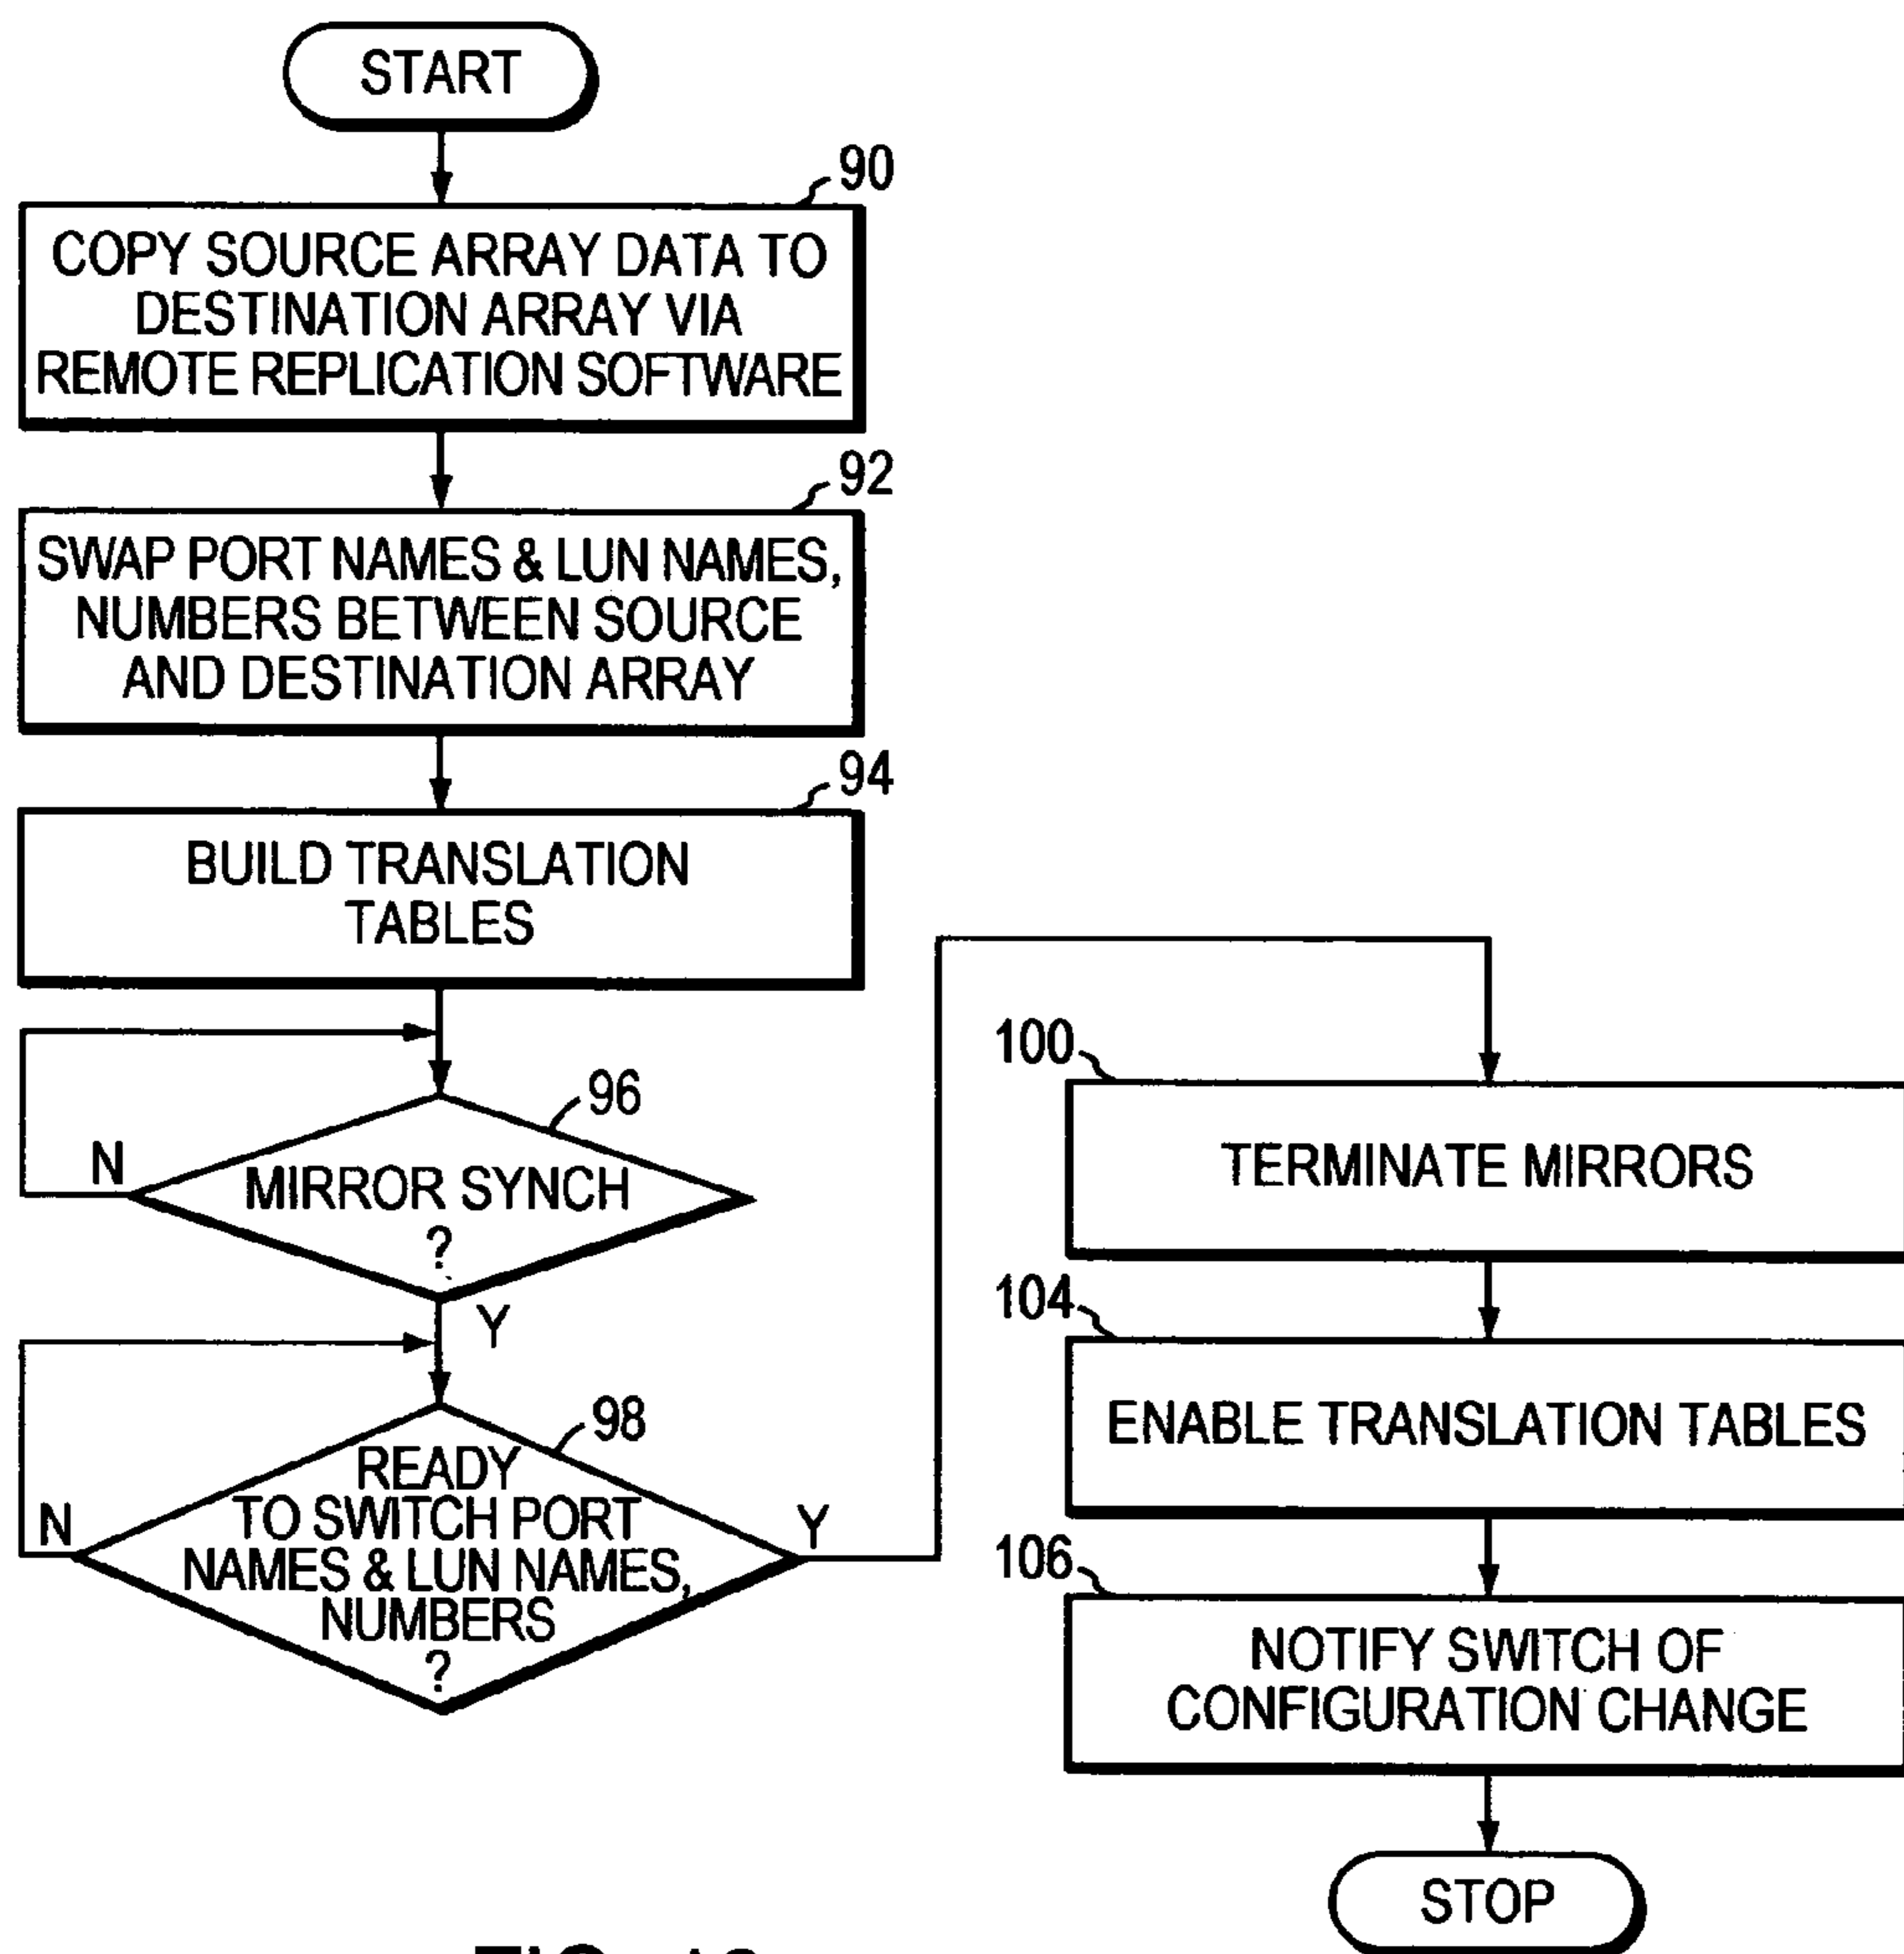 START
90
COPY SOURCE ARRAY DATA TO
DESTINATION ARRAY VIA
REMOTE REPLICATION SOFTWARE
92
SWAP PORT NAMES & LUN NAMES,
NUMBERS BETWEEN SOURCE
AND DESTINATION ARRAY
94
BUILD TRANSLATION
TABLES
96
N
MIRROR SYNCH
?
Y
98
READY
TO SWITCH PORT
NAMES & LUN NAMES,
NUMBERS
?
N
Y
100
TERMINATE MIRRORS
104
ENABLE TRANSLATION TABLES
106
NOTIFY SWITCH OF
CONFIGURATION CHANGE
STOP